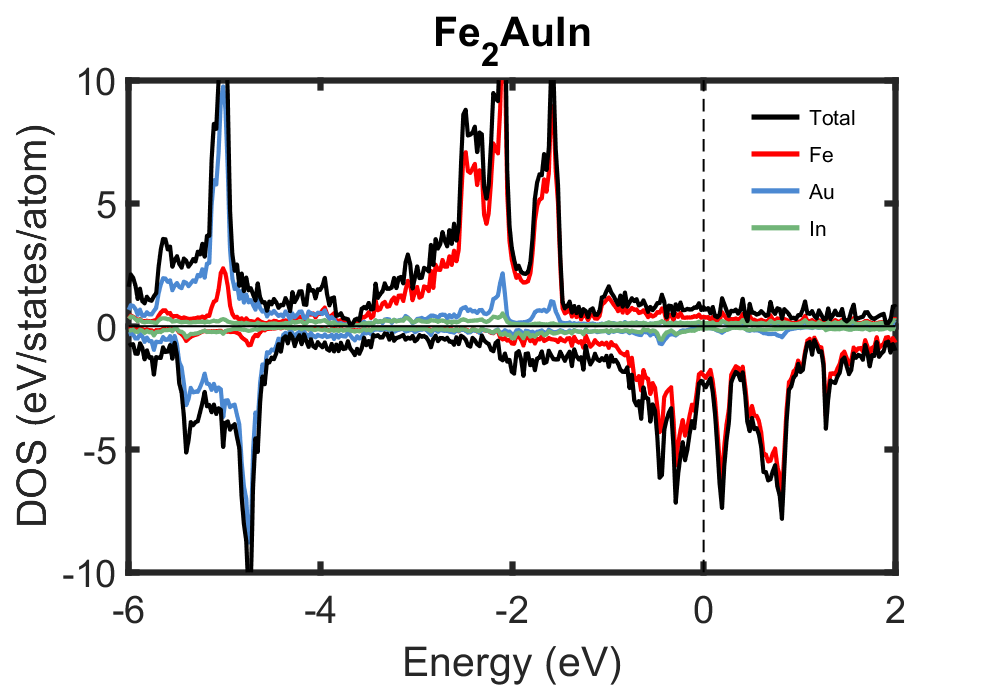 Fe₂AuIn
DOS (eV/states/atom)
10
5
0
-5
-10
Total
Fe
Au
In
-6 -4 -2 0 2
Energy (eV)